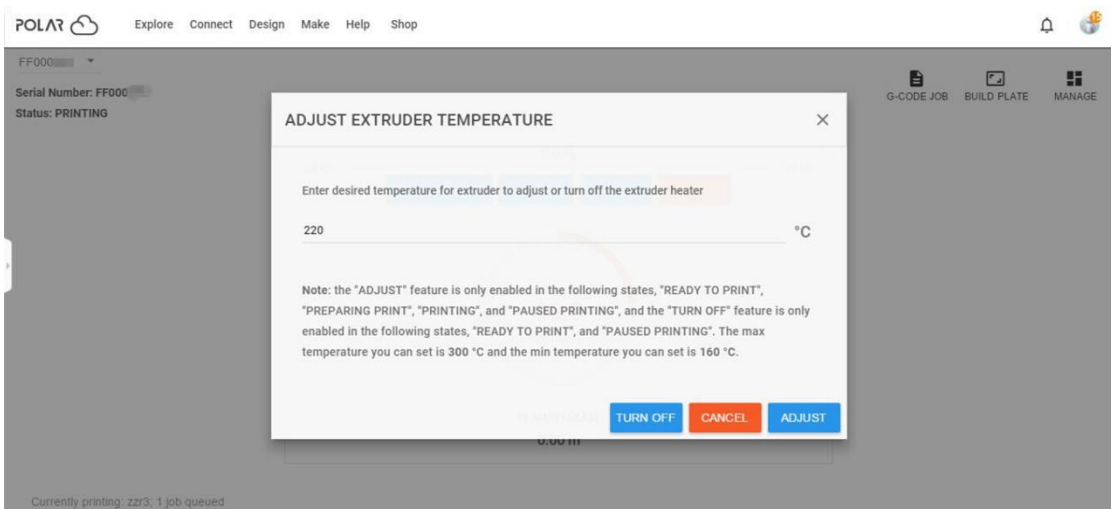 POLAR
Explore Connect Design Make Help Shop
15
FF000
Serial Number: FF000
Status: PRINTING
G-CODE JOB BUILD PLATE MANAGE
ADJUST EXTRUDER TEMPERATURE
Enter desired temperature for extruder to adjust or turn off the extruder heater
220 °C
Note: the "ADJUST" feature is only enabled in the following states, "READY TO PRINT",
"PREPARING PRINT", "PRINTING", and "PAUSED PRINTING", and the "TURN OFF" feature is only
enabled in the following states, "READY TO PRINT", and "PAUSED PRINTING". The max
temperature you can set is 300 °C and the min temperature you can set is 160 °C.
TURN OFF CANCEL ADJUST
0.00 m
Currently printing: zzr3; 1 job queued